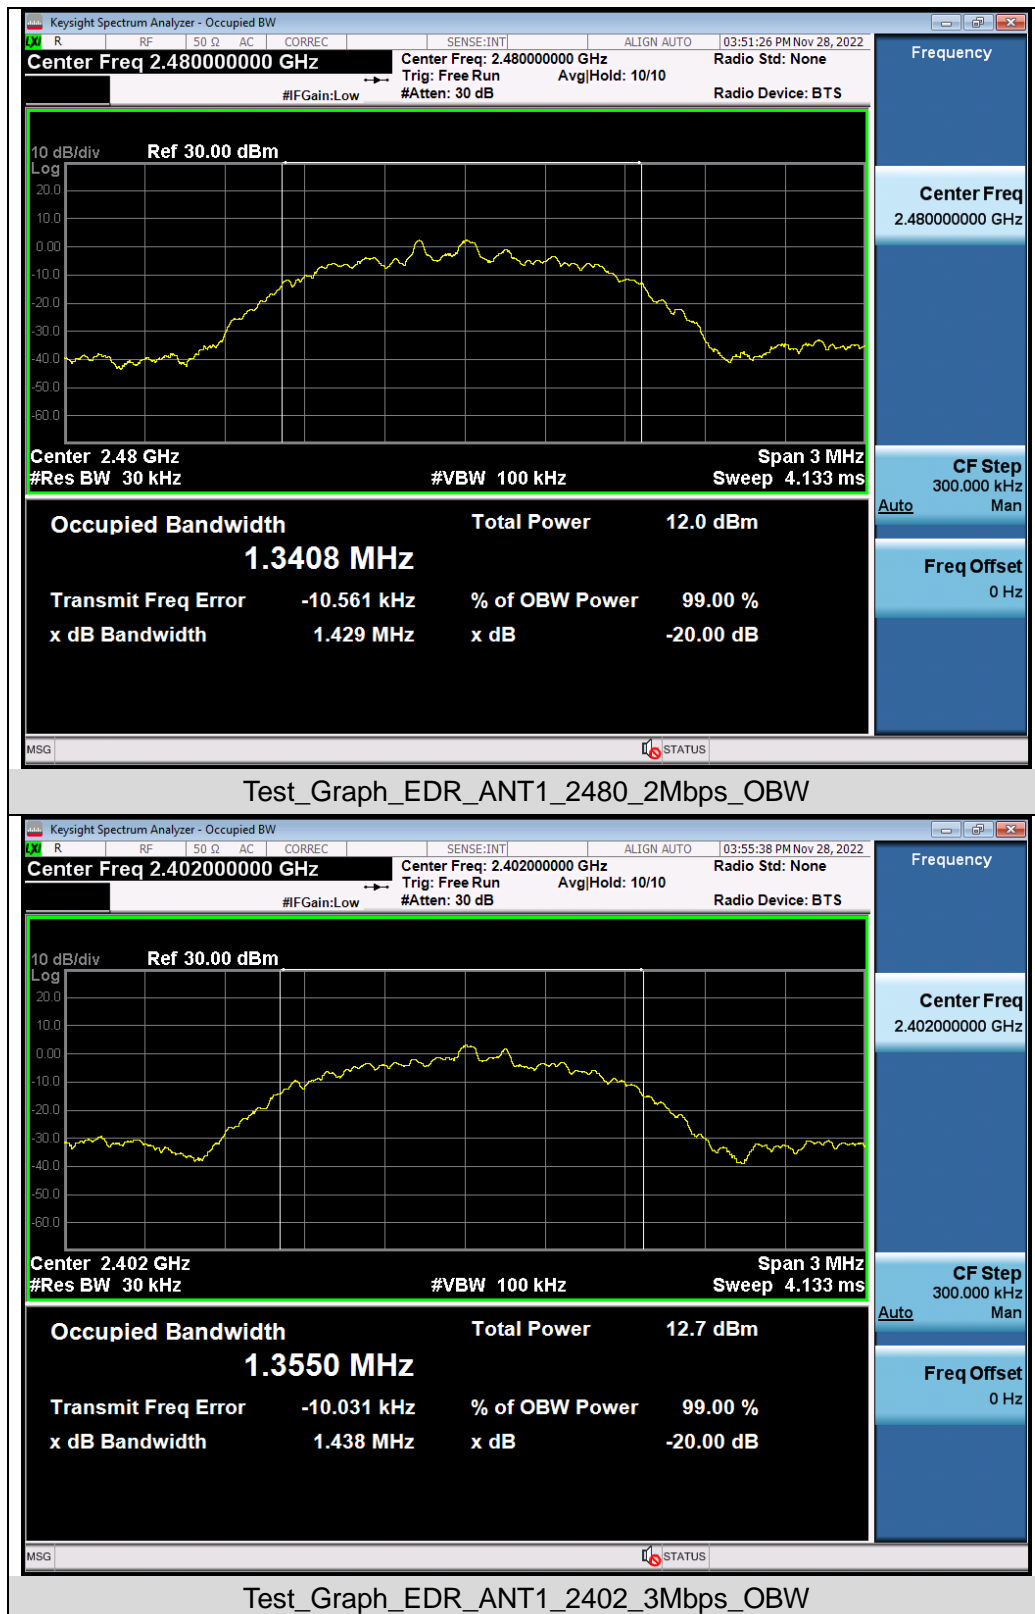 Keysight Spectrum Analyzer - Occupied BW
LXI R RF 50 Ω AC CORREC SENSE:INT ALIGN AUTO 03:51:26 PM Nov 28, 2022
Center Freq 2.480000000 GHz
Center Freq: 2.480000000 GHz
Radio Std: None
Trig: Free Run Avg|Hold: 10/10
#IFGain:Low
#Atten: 30 dB
Radio Device: BTS
Frequency
10 dB/div Ref 30.00 dBm
Log
20.0
10.0
0.00
-10.0
-20.0
-30.0
-40.0
-50.0
-60.0
Center 2.48 GHz Span 3 MHz
#Res BW 30 kHz #VBW 100 kHz Sweep 4.133 ms
Center Freq
2.480000000 GHz
CF Step
300.000 kHz
Auto Man
Freq Offset
0 Hz
Occupied Bandwidth Total Power 12.0 dBm
1.3408 MHz
Transmit Freq Error -10.561 kHz % of OBW Power 99.00 %
x dB Bandwidth 1.429 MHz x dB -20.00 dB
MSG STATUS
Test_Graph_EDR_ANT1_2480_2Mbps_OBW
Keysight Spectrum Analyzer - Occupied BW
LXI R RF 50 Ω AC CORREC SENSE:INT ALIGN AUTO 03:55:38 PM Nov 28, 2022
Center Freq 2.402000000 GHz
Center Freq: 2.402000000 GHz
Radio Std: None
Trig: Free Run Avg|Hold: 10/10
#IFGain:Low
#Atten: 30 dB
Radio Device: BTS
Frequency
10 dB/div Ref 30.00 dBm
Log
20.0
10.0
0.00
-10.0
-20.0
-30.0
-40.0
-50.0
-60.0
Center 2.402 GHz Span 3 MHz
#Res BW 30 kHz #VBW 100 kHz Sweep 4.133 ms
Center Freq
2.402000000 GHz
CF Step
300.000 kHz
Auto Man
Freq Offset
0 Hz
Occupied Bandwidth Total Power 12.7 dBm
1.3550 MHz
Transmit Freq Error -10.031 kHz % of OBW Power 99.00 %
x dB Bandwidth 1.438 MHz x dB -20.00 dB
MSG STATUS
Test_Graph_EDR_ANT1_2402_3Mbps_OBW